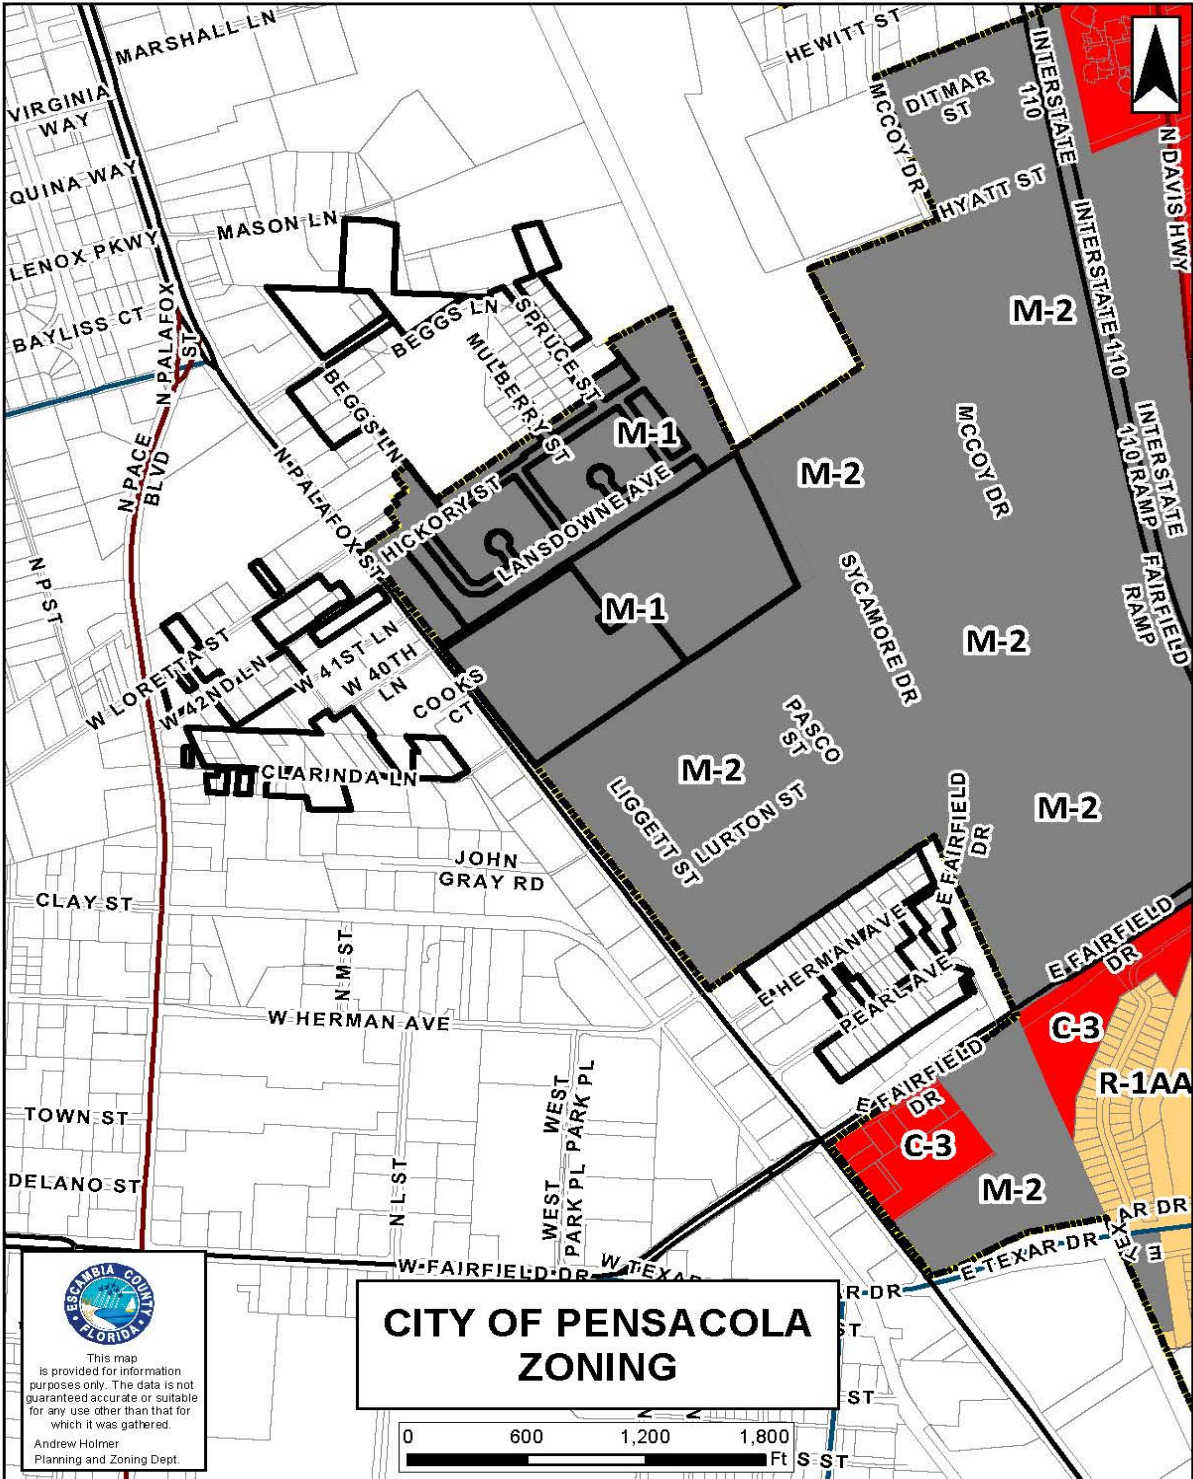 MARSHALL LN
HEWITT ST
VIRGINIA
WAY
DITMAR
ST
INTERSTATE
110
MCCOY DR
N DAVIS HWY
QUINA WAY
MASON LN
HYATT ST
LENOX PKWY
INTERSTATE 110
BAYLISS CT
N PALAFOX
ST
BEGGS LN
SPRUCE ST
MULBERRY ST
M-2
BEGGS LN
M-1
MCCOY DR
INTERSTATE
110 RAMP
N PACE
BLVD
N PALAFOX ST
M-2
HICKORY ST
LANSDOWNE AVE
N P ST
FAIRFIELD
RAMP
SYCAMORE DR
M-1
M-2
W LORETTA ST
W 42ND LN
W 41ST LN
W 40TH
LN
COOKS
CT
PASCO
ST
M-2
CLARINDA LN
LIGGETT ST
LURTON ST
E FAIRFIELD
DR
M-2
JOHN
GRAY RD
CLAY ST
N M ST
E HERMAN AVE
PEARL AVE
E FAIRFIELD
DR
W HERMAN AVE
C-3
E FAIRFIELD
DR
R-1AA
TOWN ST
WEST
PARK PL
WEST
PARK PL
C-3
DELANO ST
N L ST
M-2
E TEXAR DR
AR DR
TEXAR
E
W FAIRFIELD DR
W TEXAR
R DR
ST
ST
S ST
CITY OF PENSACOLA
ZONING
ESCAMBIA COUNTY
FLORIDA
This map
is provided for information
purposes only. The data is not
guaranteed accurate or suitable
for any use other than that for
which it was gathered.
Andrew Holmer
Planning and Zoning Dept.
0 600 1,200 1,800
Ft